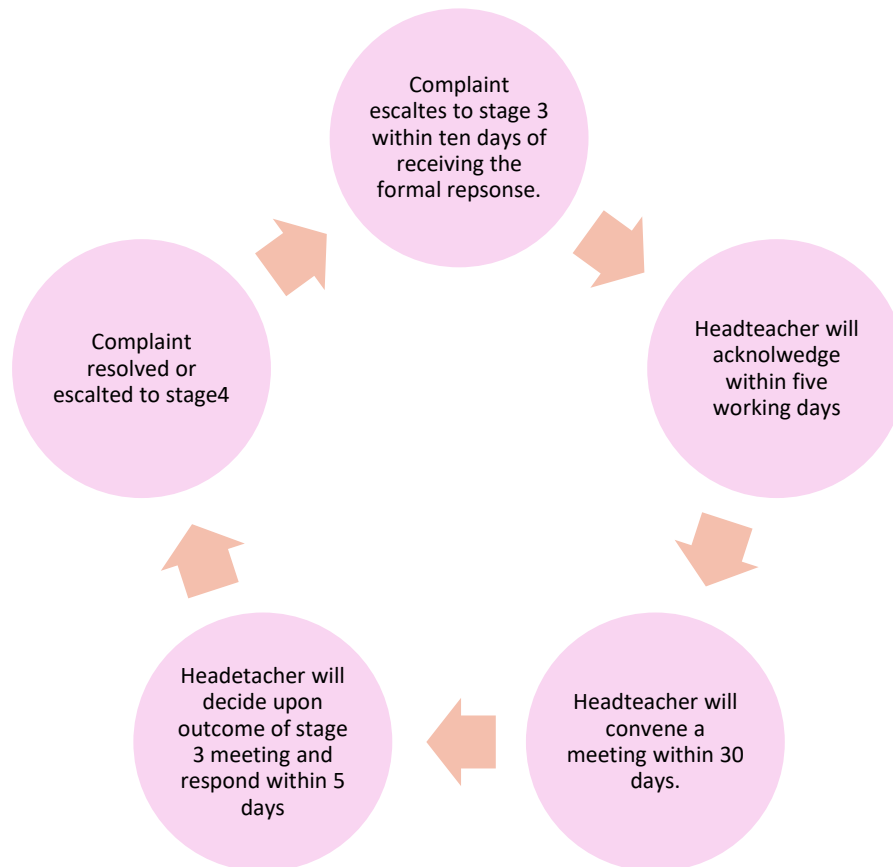 Complaint
escaltes to stage 3
within ten days of
receiving the
formal repsonse.
Headteacher will
acknolwedge
within five
working days
Headteacher will
convene a
meeting within 30
days.
Headetacher will
decide upon
outcome of stage
3 meeting and
respond within 5
days
Complaint
resolved or
escalted to stage4